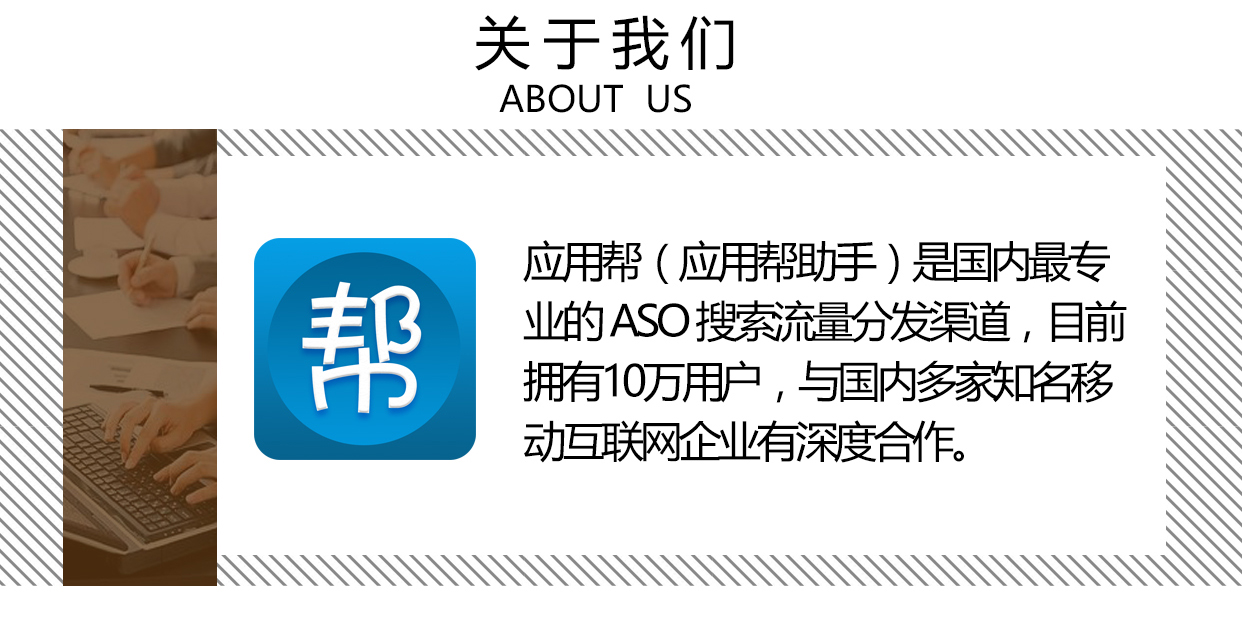 关于我们
ABOUT US
帮
应用帮（应用帮助手）是国内最专
业的 ASO 搜索流量分发渠道，目前
拥有10万用户，与国内多家知名移
动互联网企业有深度合作。